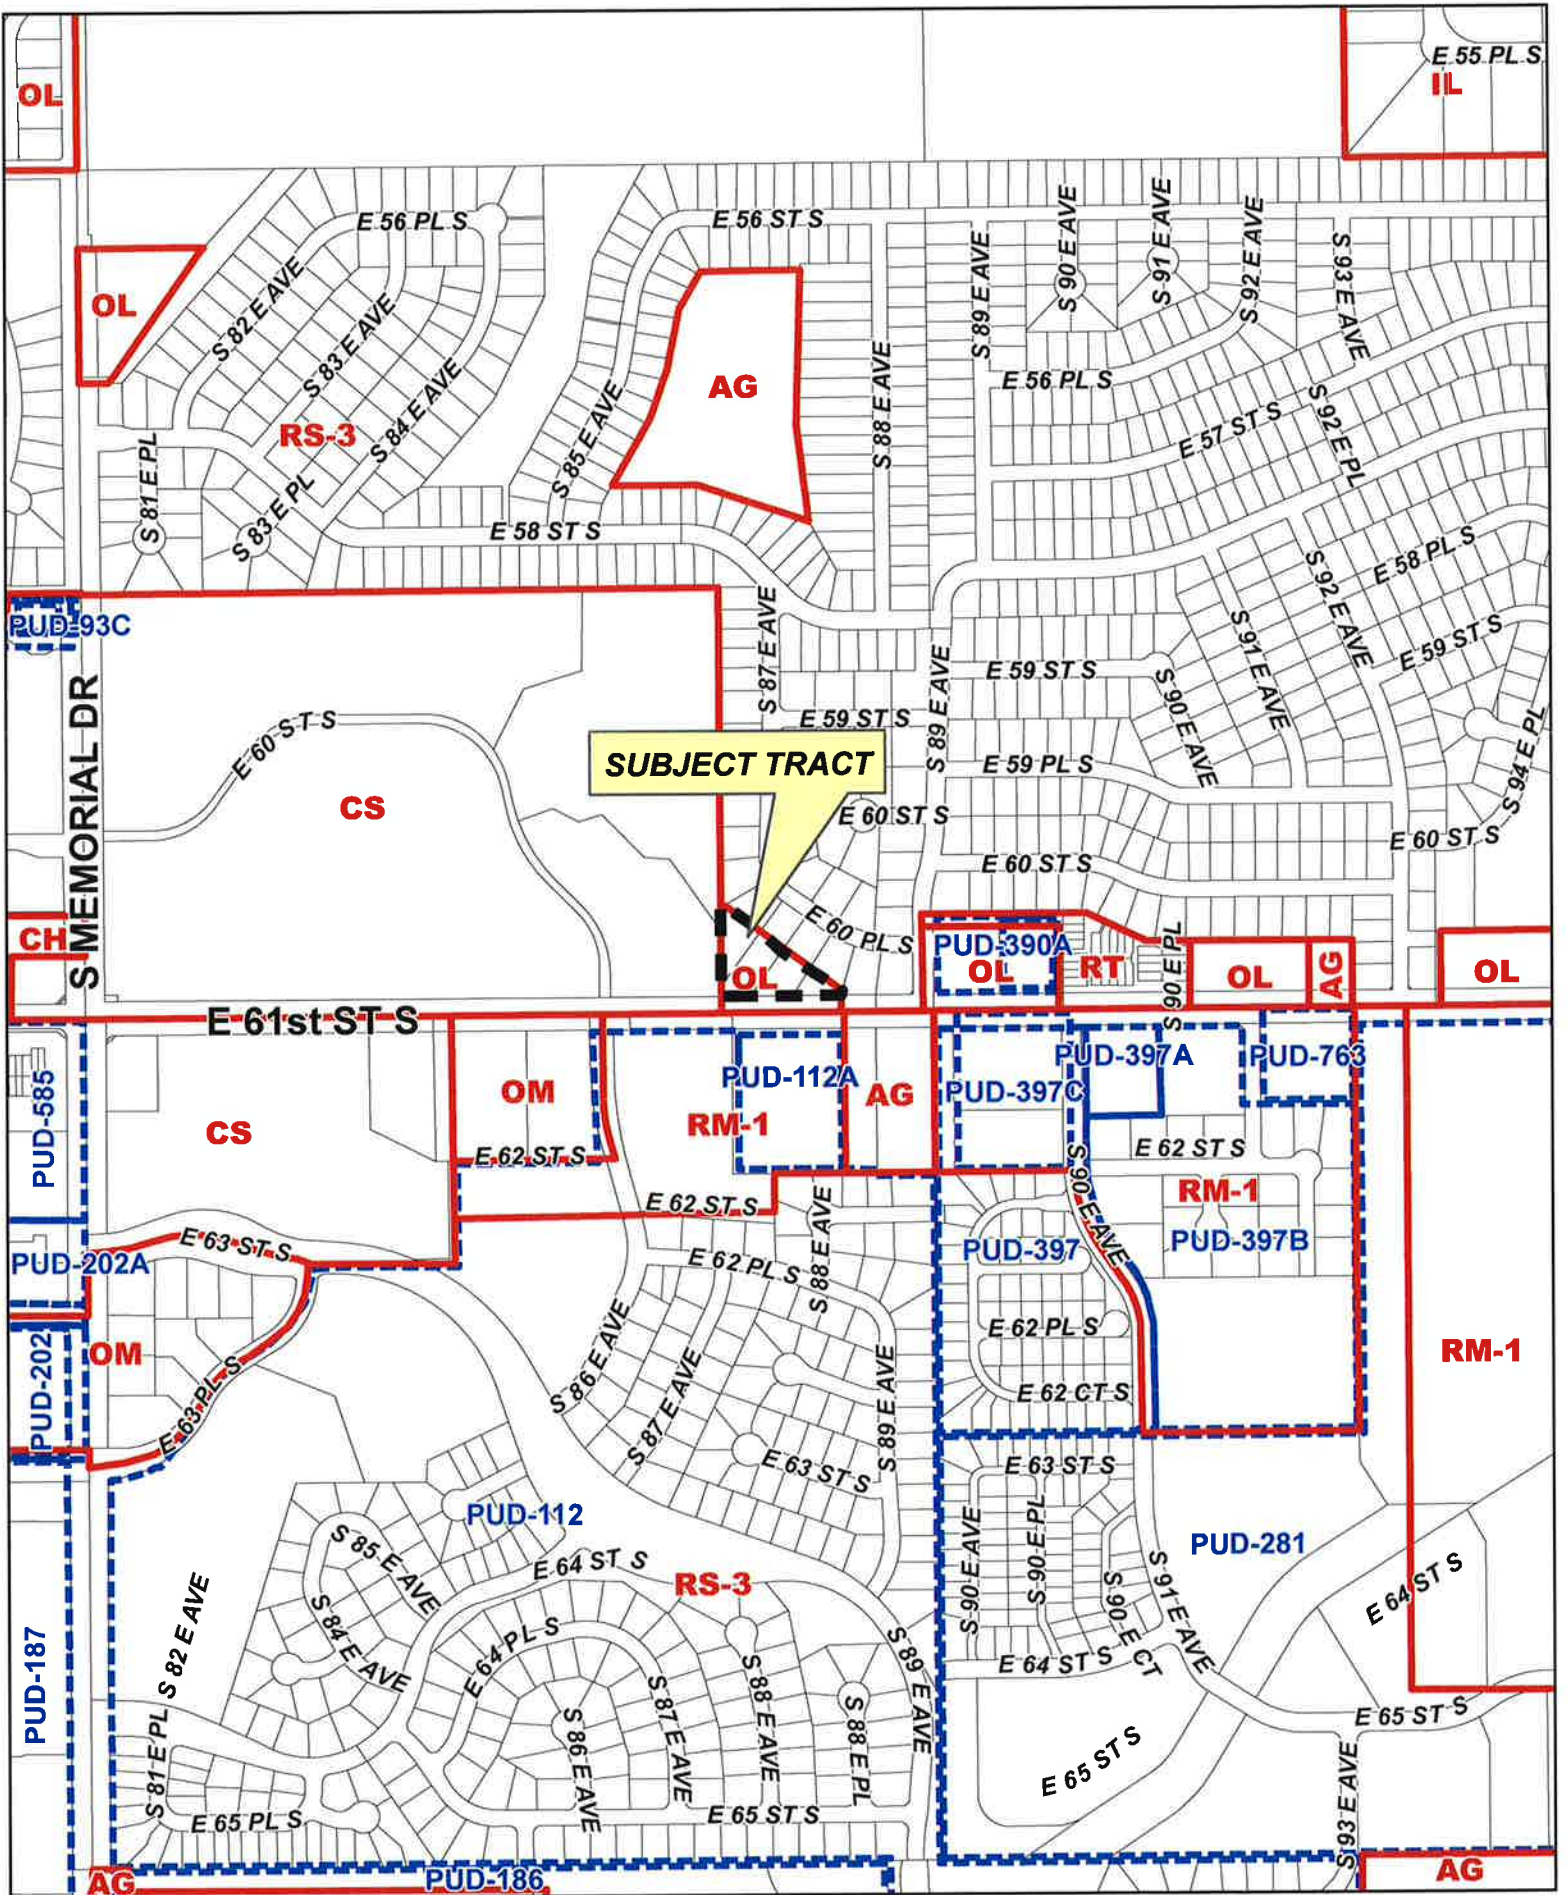 E 55 PL S
OL
IL
E 56 PL S
E 56 ST S
S 90 E AVE
S 91 E AVE
S 92 E AVE
S 89 E AVE
S 93 E AVE
OL
S 82 E AVE
S 83 E AVE
AG
S 88 E AVE
E 56 PL S
S 84 E AVE
S 85 E AVE
RS-3
E 57 ST S
S 92 E PL
S 81 E PL
S 83 E PL
E 58 ST S
E 58 PL S
S 92 E AVE
PUD-93C
S 87 E AVE
S 91 E AVE
E 59 ST S
E 59 ST S
S 90 E AVE
S 89 E AVE
E 59 ST S
S MEMORIAL DR
E 60 ST S
SUBJECT TRACT
E 59 PL S
S 94 E PL
CS
E 60 ST S
E 60 ST S
E 60 ST S
E 60 PL S
CH
PUD-390A
OL
OL
RT
S 90 E PL
OL
AG
OL
E 61st ST S
PUD-585
CS
OM
PUD-112A
RM-1
AG
PUD-397C
PUD-397A
PUD-763
E 62 ST S
E 62 ST S
E 62 ST S
S 88 E AVE
S 90 E AVE
RM-1
PUD-397
PUD-397B
PUD-202A
E 63 ST S
E 62 PL S
E 62 PL S
OM
PUD-202
E 63 PL S
S 86 E AVE
S 87 E AVE
S 89 E AVE
E 62 CT S
RM-1
E 63 ST S
E 63 ST S
PUD-112
S 90 E AVE
S 90 E PL
PUD-281
S 85 E AVE
E 64 ST S
RS-3
S 90 E CT
S 91 E AVE
E 64 ST S
S 82 E AVE
S 84 E AVE
E 64 PL S
S 89 E AVE
E 64 ST S
PUD-187
S 81 E PL
S 86 E AVE
S 87 E AVE
S 88 E AVE
S 88 E PL
E 65 ST S
E 65 ST S
S 93 E AVE
E 65 PL S
E 65 ST S
AG
PUD-186
AG